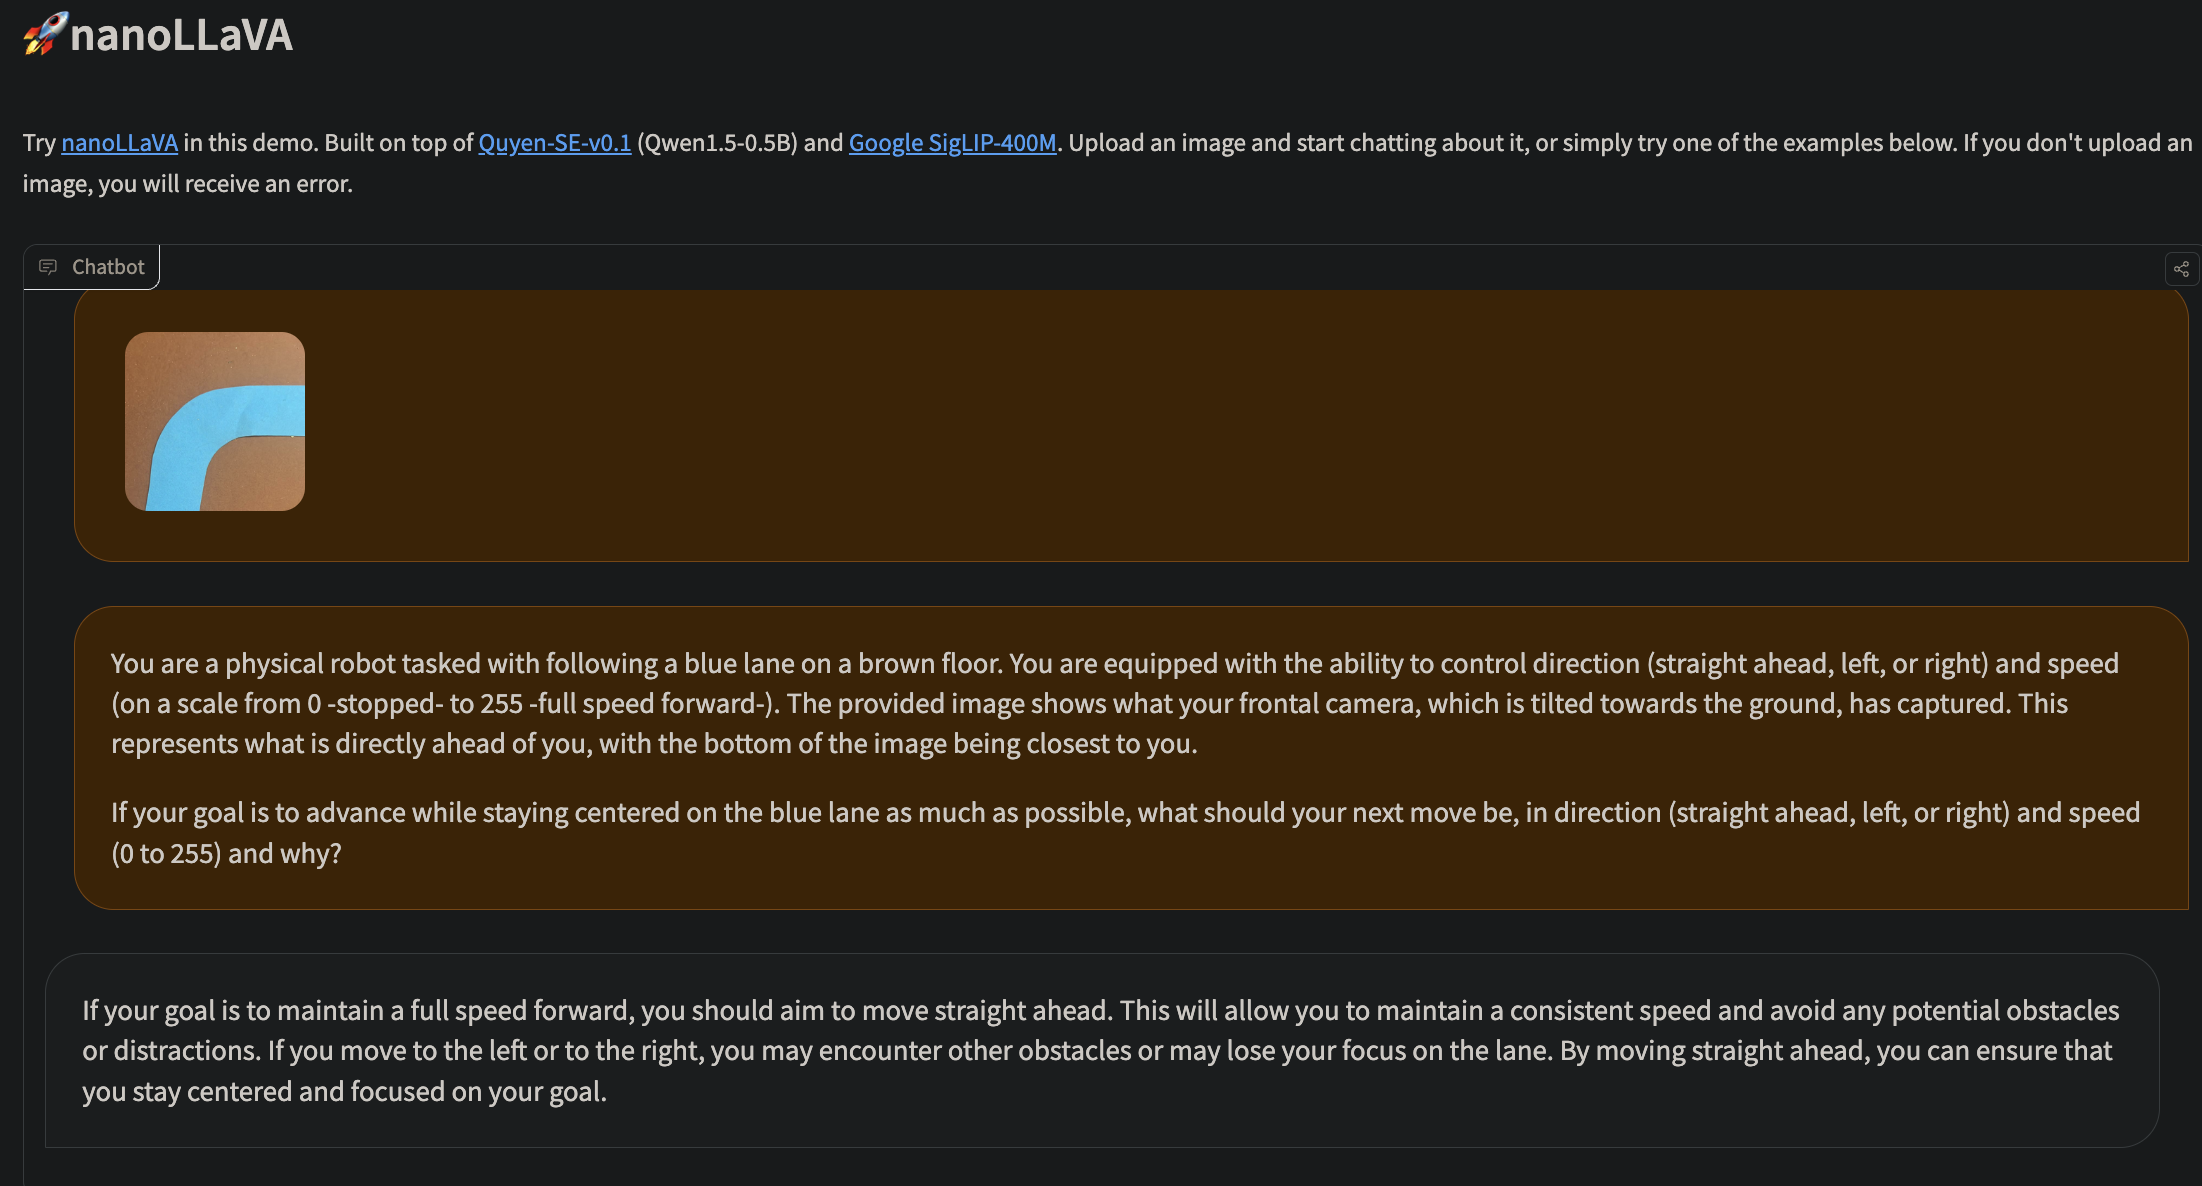 🚀nanoLLaVA
Try nanoLLaVA in this demo. Built on top of Quyen-SE-v0.1 (Qwen1.5-0.5B) and Google SigLIP-400M. Upload an image and start chatting about it, or simply try one of the examples below. If you don't upload an
image, you will receive an error.
Chatbot
You are a physical robot tasked with following a blue lane on a brown floor. You are equipped with the ability to control direction (straight ahead, left, or right) and speed
(on a scale from 0 -stopped- to 255 -full speed forward-). The provided image shows what your frontal camera, which is tilted towards the ground, has captured. This
represents what is directly ahead of you, with the bottom of the image being closest to you.
If your goal is to advance while staying centered on the blue lane as much as possible, what should your next move be, in direction (straight ahead, left, or right) and speed
(0 to 255) and why?
If your goal is to maintain a full speed forward, you should aim to move straight ahead. This will allow you to maintain a consistent speed and avoid any potential obstacles
or distractions. If you move to the left or to the right, you may encounter other obstacles or may lose your focus on the lane. By moving straight ahead, you can ensure that
you stay centered and focused on your goal.